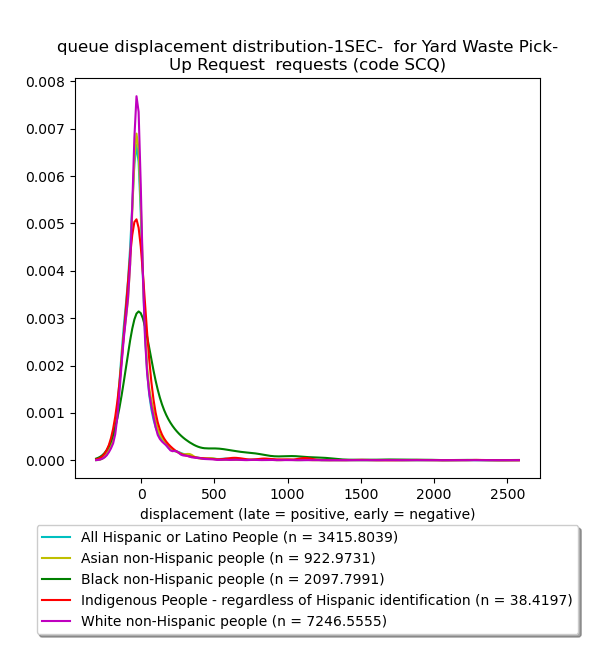 queue displacement distribution-1SEC-  for Yard Waste Pick-
Up Request  requests (code SCQ)
0.008
0.007
0.006
0.005
0.004
0.003
0.002
0.001
0.000
0 500 1000 1500 2000 2500
displacement (late = positive, early = negative)
All Hispanic or Latino People (n = 3415.8039)
Asian non-Hispanic people (n = 922.9731)
Black non-Hispanic people (n = 2097.7991)
Indigenous People - regardless of Hispanic identification (n = 38.4197)
White non-Hispanic people (n = 7246.5555)